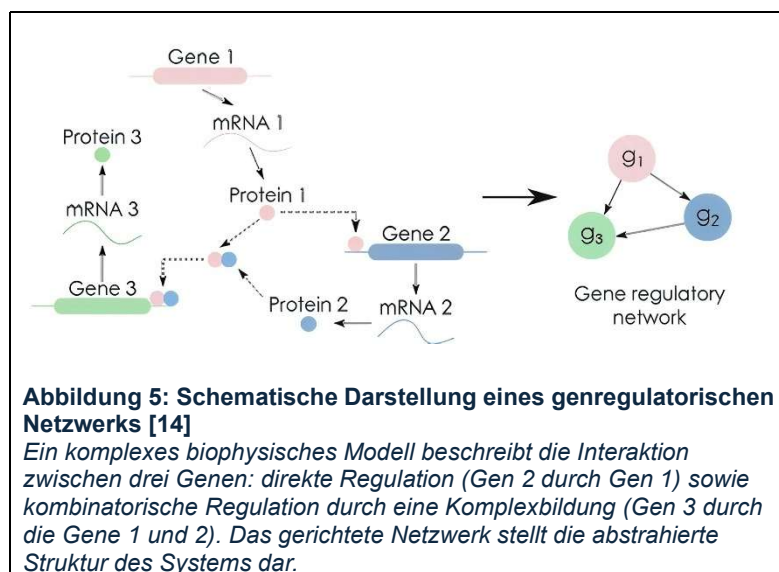 Gene 1
mRNA 1
Protein 3
Protein 1
mRNA 3
Gene 2
Gene 3
Protein 2
mRNA 2
g1
g2
g3
Gene regulatory
network
Abbildung 5: Schematische Darstellung eines genregulatorischen
Netzwerks [14]
Ein komplexes biophysisches Modell beschreibt die Interaktion
zwischen drei Genen: direkte Regulation (Gen 2 durch Gen 1) sowie
kombinatorische Regulation durch eine Komplexbildung (Gen 3 durch
die Gene 1 und 2). Das gerichtete Netzwerk stellt die abstrahierte
Struktur des Systems dar.